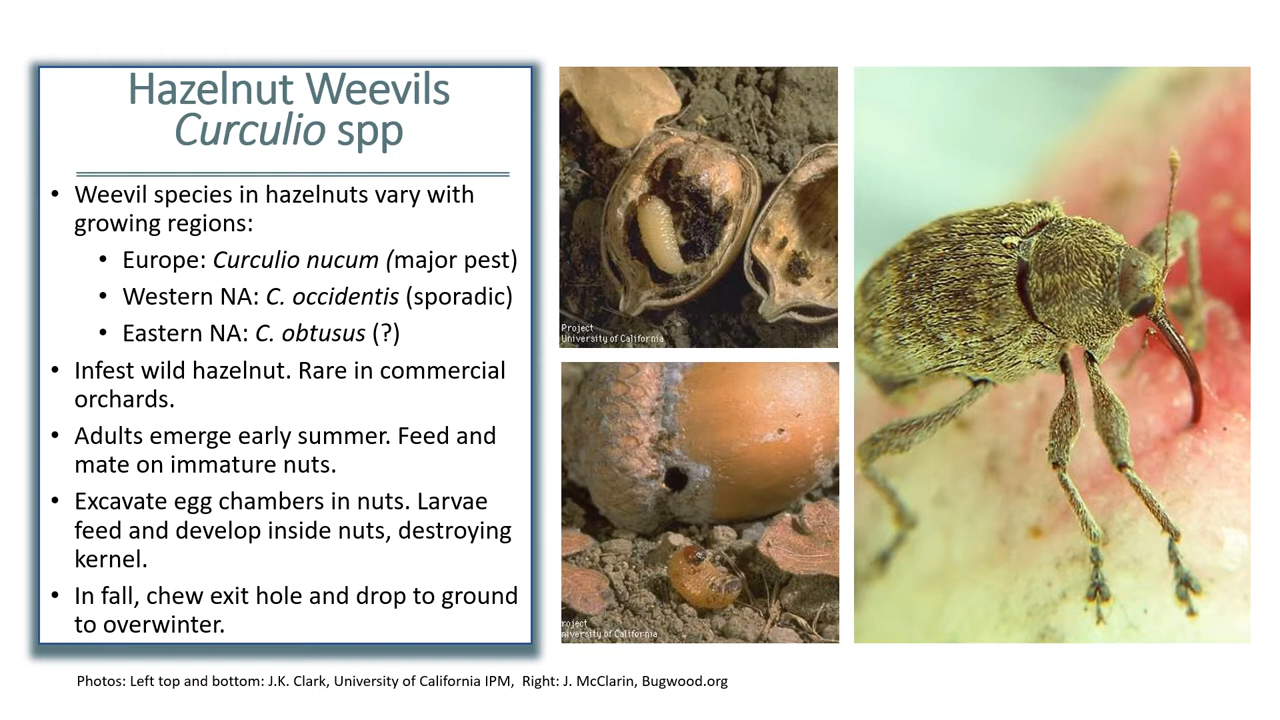 Hazelnut Weevils
Curculio spp
• Weevil species in hazelnuts vary with
growing regions:
• Europe: Curculio nucum (major pest)
• Western NA: C. occidentis (sporadic)
• Eastern NA: C. obtusus (?)
• Infest wild hazelnut. Rare in commercial
orchards.
• Adults emerge early summer. Feed and
mate on immature nuts.
• Excavate egg chambers in nuts. Larvae
feed and develop inside nuts, destroying
kernel.
• In fall, chew exit hole and drop to ground
to overwinter.
Project
University of California
roject
niversity of California
Photos: Left top and bottom: J.K. Clark, University of California IPM, Right: J. McClarin, Bugwood.org